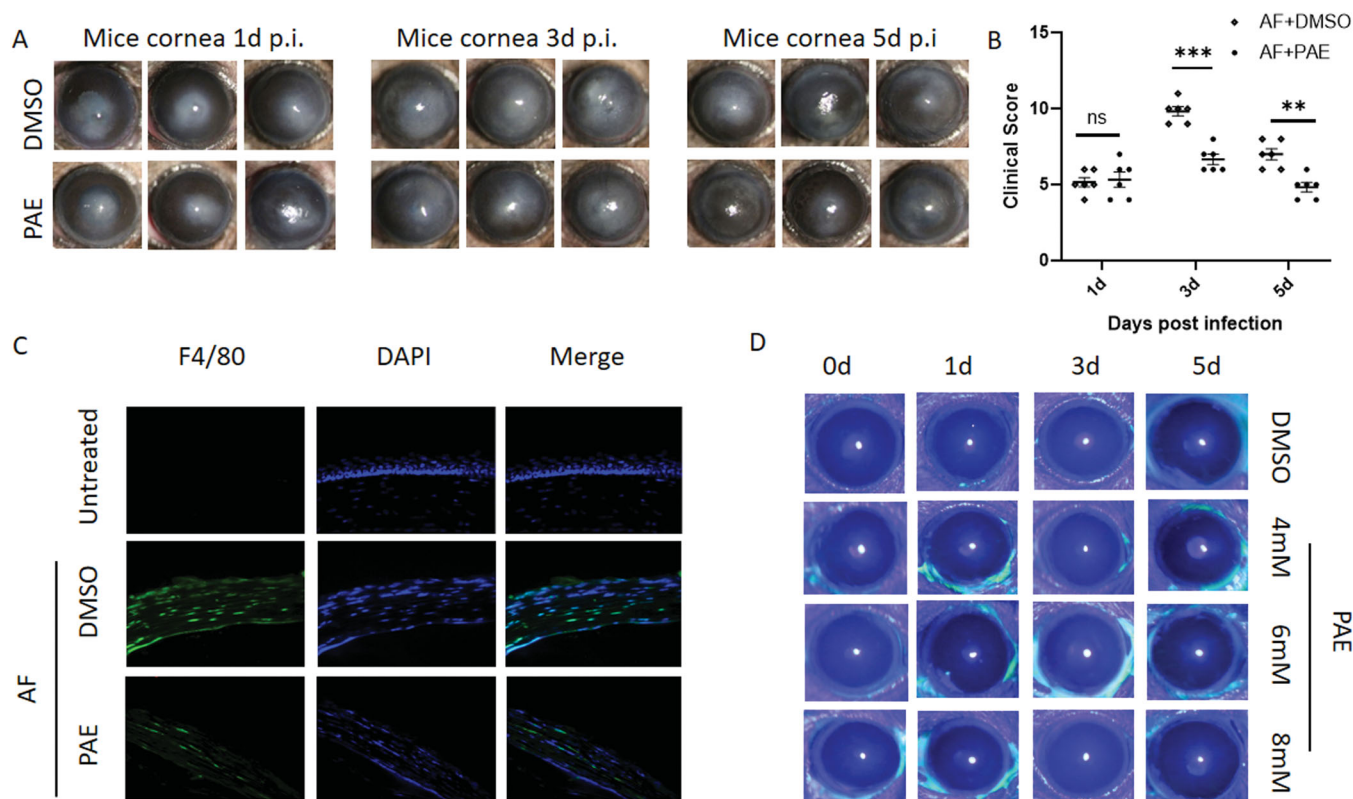 A
Mice cornea 1d p.i.
Mice cornea 3d p.i.
Mice cornea 5d p.i
DMSO
PAE
B
AF+DMSO
AF+PAE
Clinical Score
15
10
5
0
ns
***
**
1d
3d
5d
Days post infection
C
F4/80
DAPI
Merge
Untreated
AF
DMSO
PAE
D
0d
1d
3d
5d
DMSO
4mM
6mM
8mM
PAE